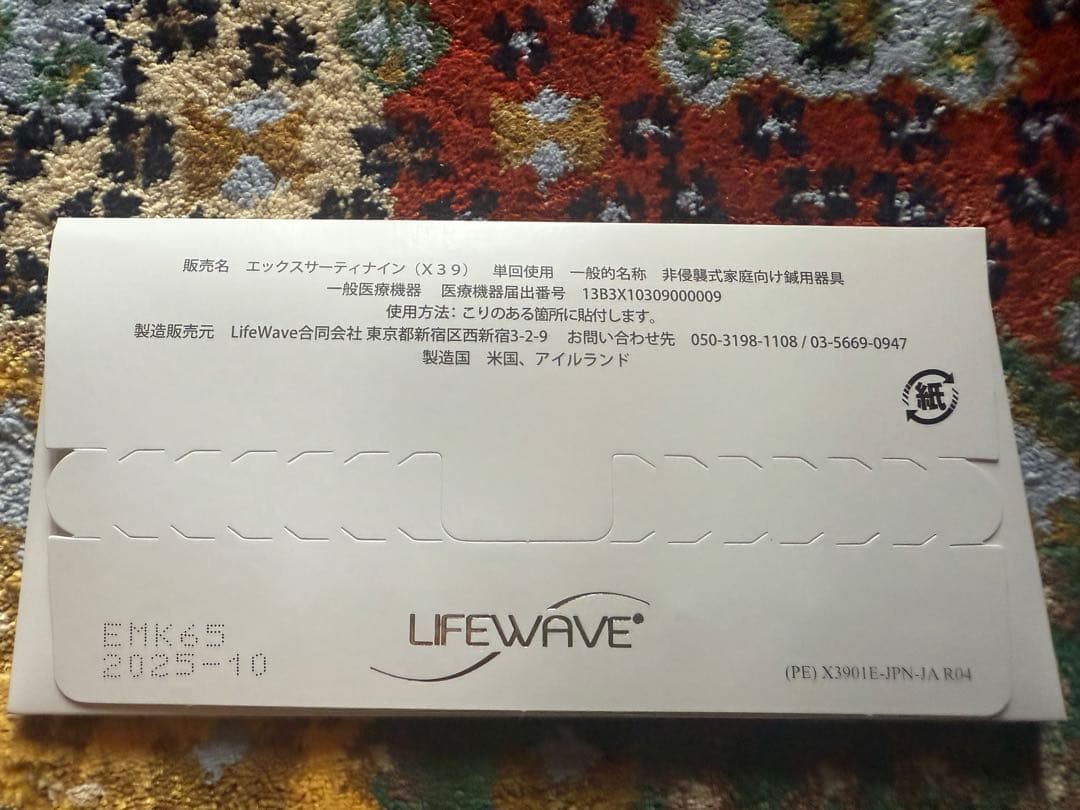 販売名　エックスサーティナイン（X39）　単回使用　一般的名称　非侵襲式家庭向け鍼用器具
一般医療機器　医療機器届出番号　13B3X10309000009
使用方法：こりのある箇所に貼付します。
製造販売元　LifeWave合同会社 東京都新宿区西新宿3-2-9　お問い合わせ先　050-3198-1108 / 03-5669-0947
製造国　米国、アイルランド
紙
LIFEWAVE
EMK65
2025-10
(PE) X3901E-JPN-JA R04